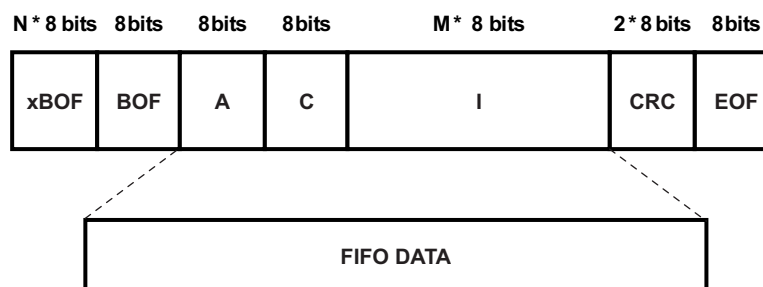 N * 8 bits 8bits 8bits 8bits M * 8 bits 2 * 8 bits 8bits
xBOF BOF A C I CRC EOF
FIFO DATA